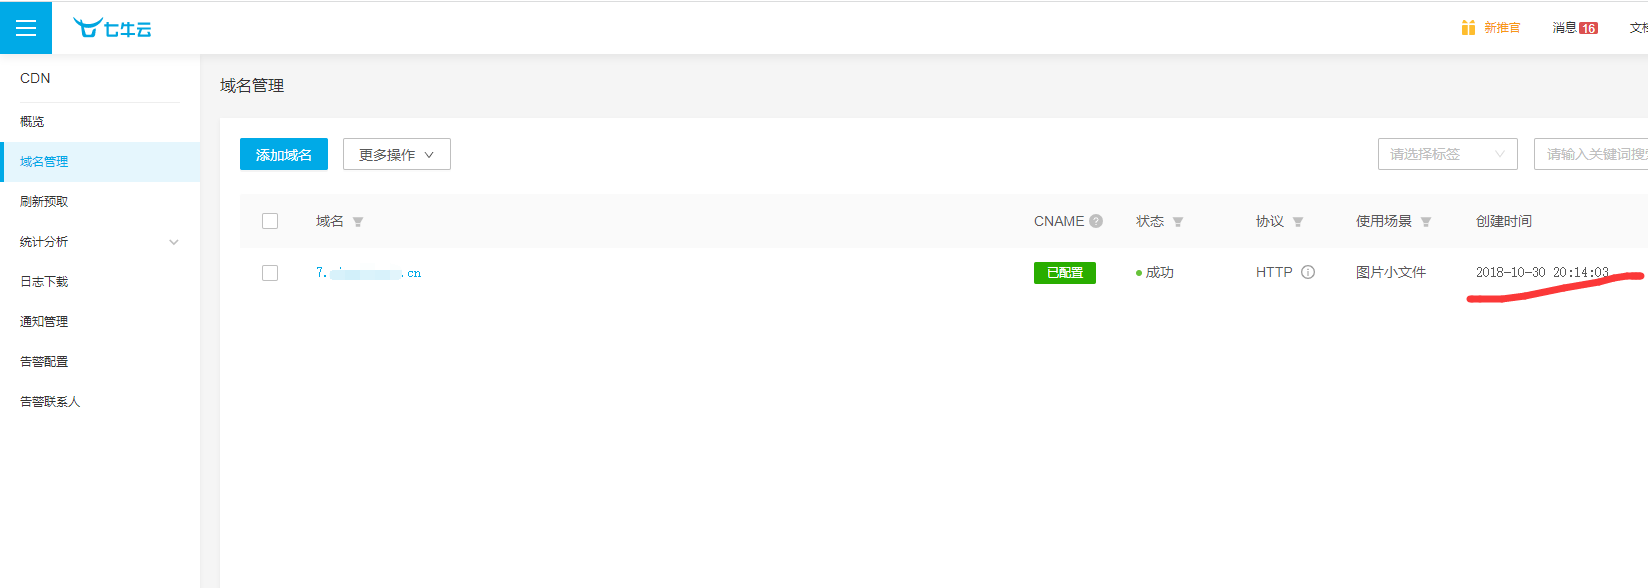 七牛云
新推官
消息 16
文档
CDN
概览
域名管理
刷新预取
统计分析
日志下载
通知管理
告警配置
告警联系人
域名管理
添加域名
更多操作
请选择标签
请输入关键词搜
域名
CNAME ?
状态
协议
使用场景
创建时间
7.
.cn
已配置
成功
HTTP
图片小文件
2018-10-30 20:14:03